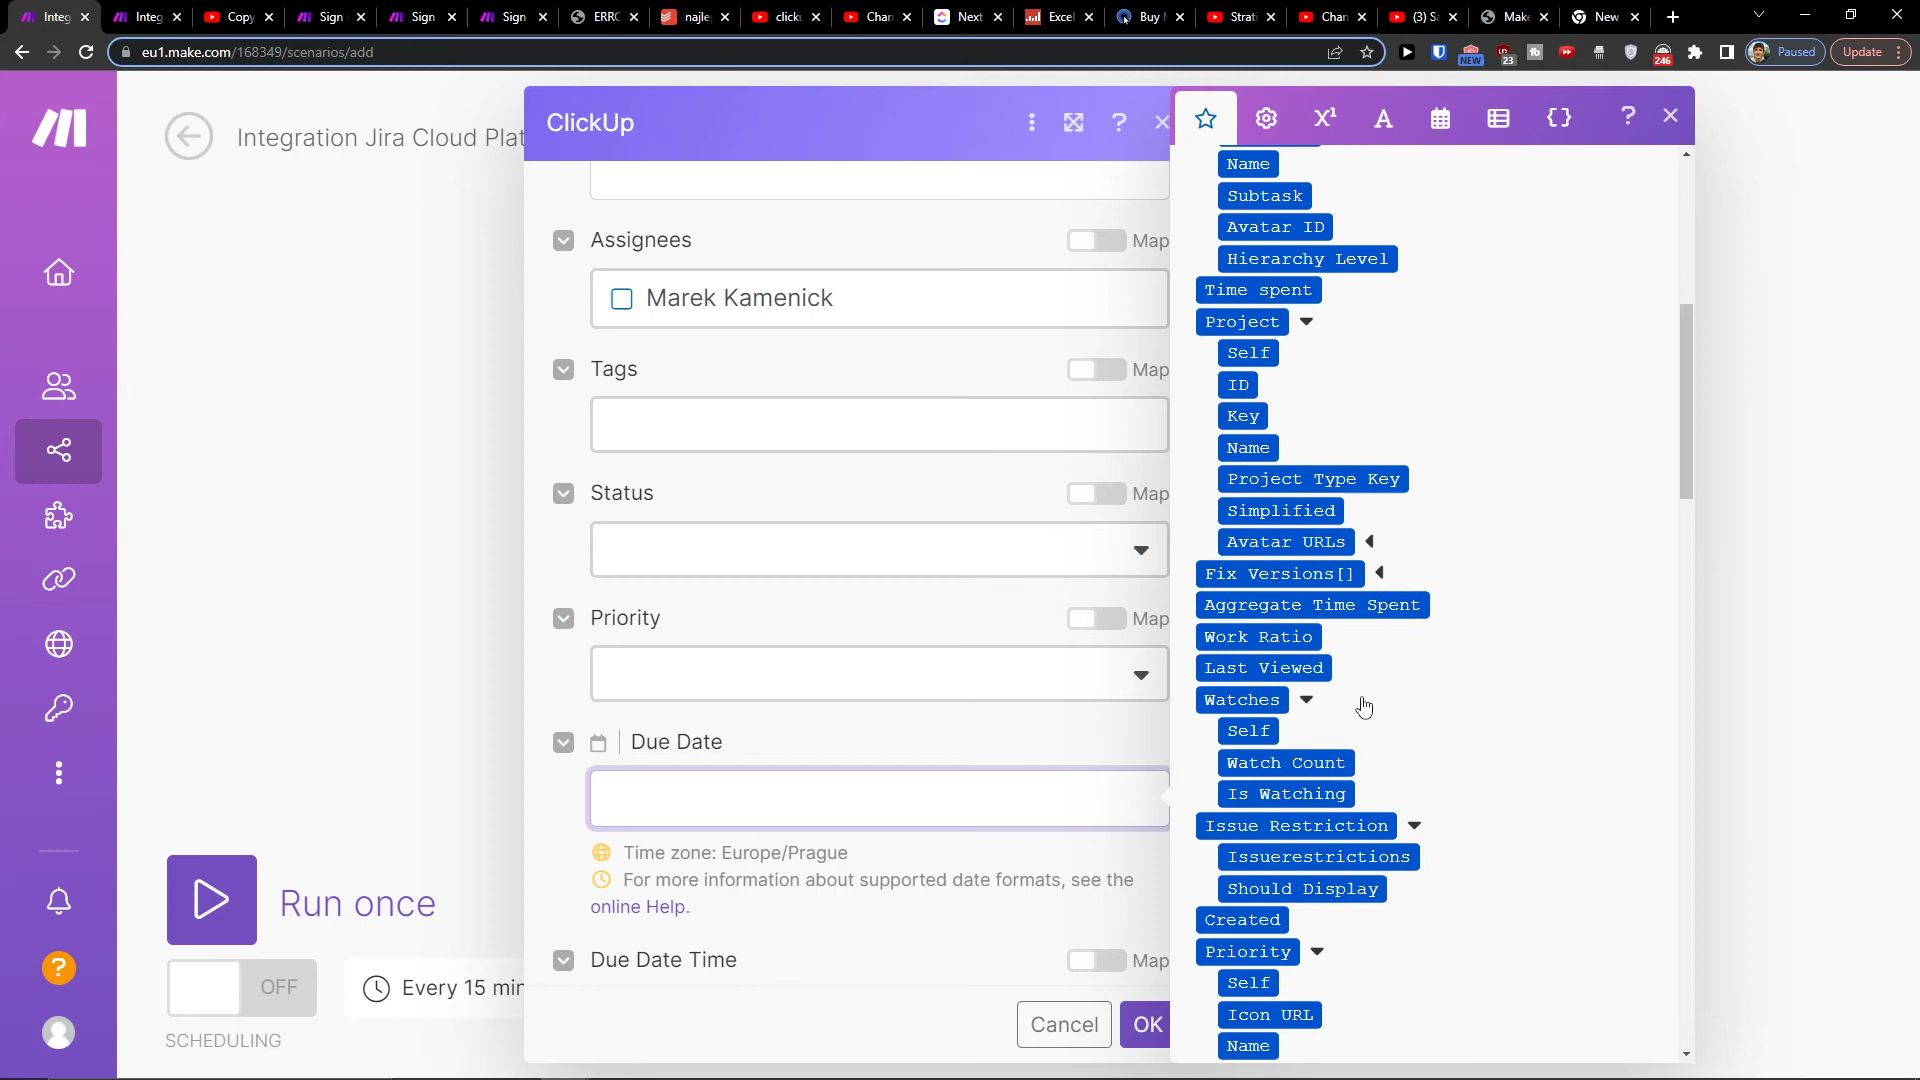 Integ
Integ
Copy
Sign
Sign
Sign
ERRC
najle
clicku
Chan
Next
Excel
Buy
Strati
Chan
(3) S
Make
New
eu1.make.com/168349/scenarios/add
NEW
23
246
Paused
Update
Integration Jira Cloud Plat
ClickUp
Assignees
Map
Marek Kamenick
Tags
Map
Status
Map
Priority
Map
Due Date
Time zone: Europe/Prague
For more information about supported date formats, see the
online Help.
Due Date Time
Map
Cancel
OK
Run once
OFF
Every 15 min
SCHEDULING
Name
Subtask
Avatar ID
Hierarchy Level
Time spent
Project
Self
ID
Key
Name
Project Type Key
Simplified
Avatar URLs
Fix Versions[]
Aggregate Time Spent
Work Ratio
Last Viewed
Watches
Self
Watch Count
Is Watching
Issue Restriction
Issuerestrictions
Should Display
Created
Priority
Self
Icon URL
Name